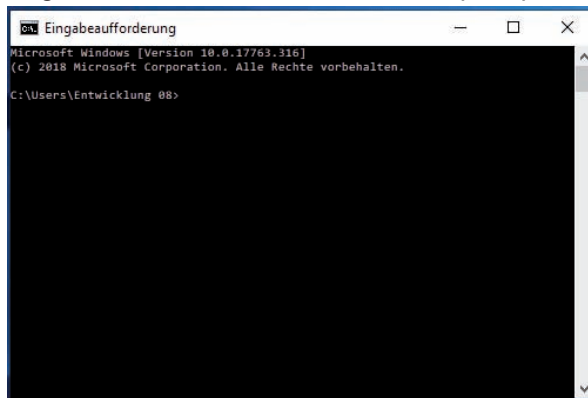 Eingabeaufforderung
Microsoft Windows [Version 10.0.17763.316]
(c) 2018 Microsoft Corporation. Alle Rechte vorbehalten.
C:\Users\Entwicklung 08>